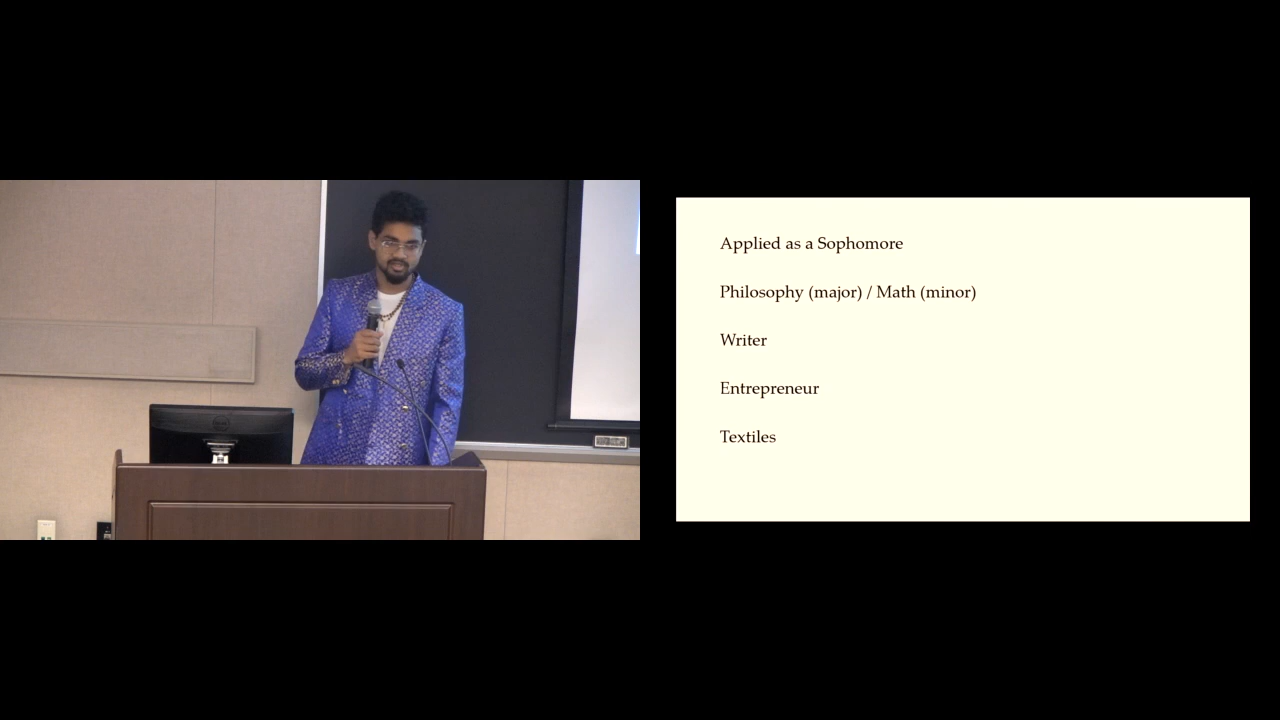 Applied as a Sophomore
Philosophy (major) / Math (minor)
Writer
Entrepreneur
Textiles